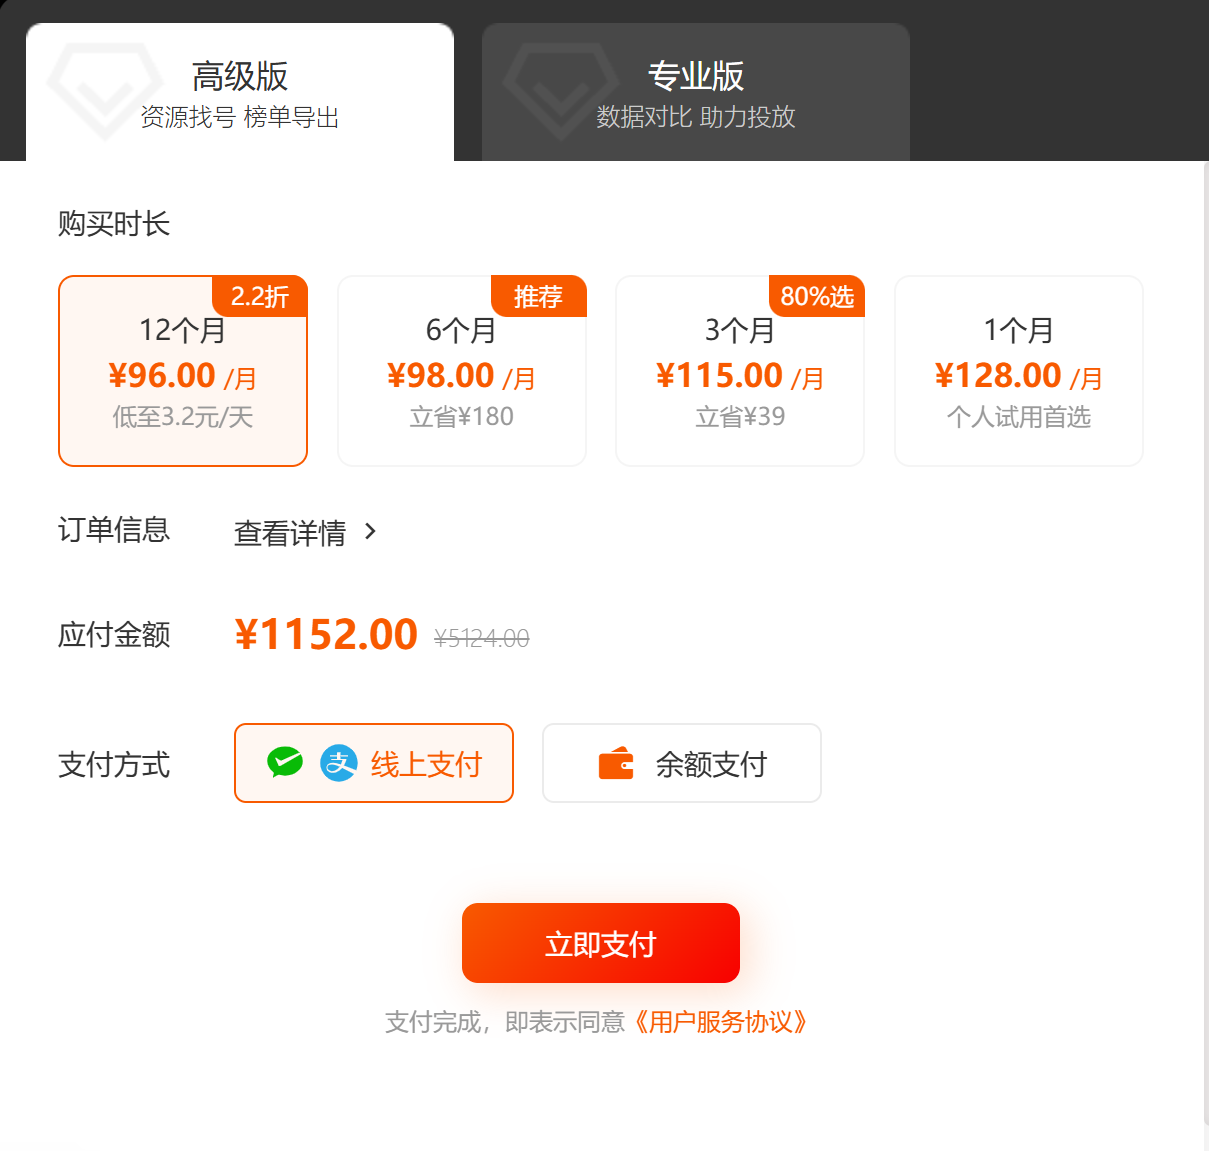 高级版
资源找号 榜单导出
专业版
数据对比 助力投放
购买时长
2.2折
12个月
¥96.00 /月
低至3.2元/天
推荐
6个月
¥98.00 /月
立省¥180
80%选
3个月
¥115.00 /月
立省¥39
1个月
¥128.00 /月
个人试用首选
订单信息 查看详情 >
应付金额 ¥1152.00 ¥5124.00
支付方式 支 线上支付 余额支付
立即支付
支付完成，即表示同意《用户服务协议》